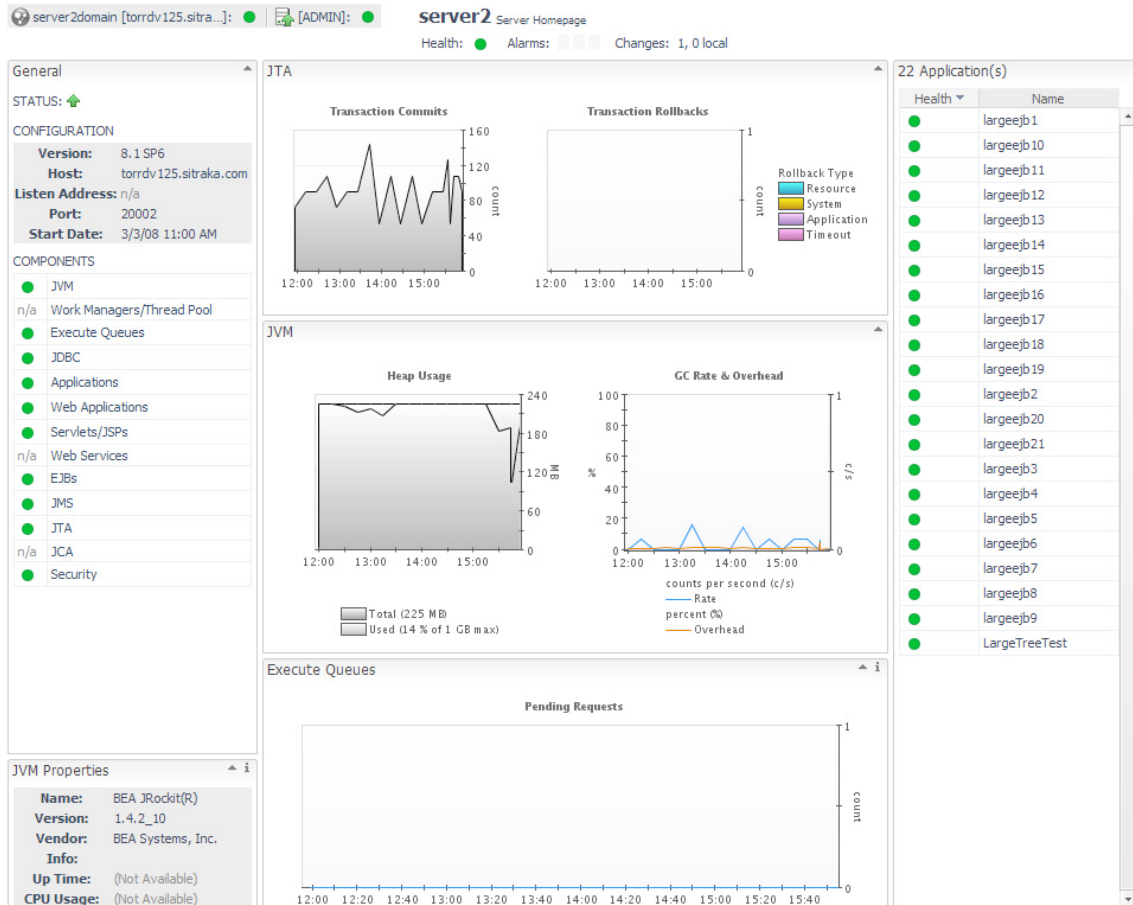 server2domain [torrdv125.sitra...]:
[ADMIN]:
server2 Server Homepage
Health:
Alarms:
Changes: 1, 0 local
General
STATUS:
CONFIGURATION
Version: 8.1 SP6
Host: torrdv125.sitraka.com
Listen Address: n/a
Port: 20002
Start Date: 3/3/08 11:00 AM
COMPONENTS
JVM
n/a Work Managers/Thread Pool
Execute Queues
JDBC
Applications
Web Applications
Servlets/JSPs
n/a Web Services
EJBs
JMS
JTA
n/a JCA
Security
JVM Properties
i
Name: BEA JRockit(R)
Version: 1.4.2_10
Vendor: BEA Systems, Inc.
Info:
Up Time: (Not Available)
CPU Usage: (Not Available)
JTA
Transaction Commits
160
120
80
40
0
count
12:00 13:00 14:00 15:00
Transaction Rollbacks
1
0
count
12:00 13:00 14:00 15:00
Rollback Type
Resource
System
Application
Timeout
JVM
Heap Usage
240
180
120
60
0
MB
12:00 13:00 14:00 15:00
Total (225 MB)
Used (14 % of 1 GB max)
GC Rate & Overhead
100
80
60
40
20
0
%
1
0
c/s
12:00 13:00 14:00 15:00
counts per second (c/s)
Rate
percent (%)
Overhead
Execute Queues
i
Pending Requests
1
0
count
12:00 12:20 12:40 13:00 13:20 13:40 14:00 14:20 14:40 15:00 15:20 15:40
22 Application(s)
Health Name
largeejb1
largeejb10
largeejb11
largeejb12
largeejb13
largeejb14
largeejb15
largeejb16
largeejb17
largeejb18
largeejb19
largeejb2
largeejb20
largeejb21
largeejb3
largeejb4
largeejb5
largeejb6
largeejb7
largeejb8
largeejb9
LargeTreeTest